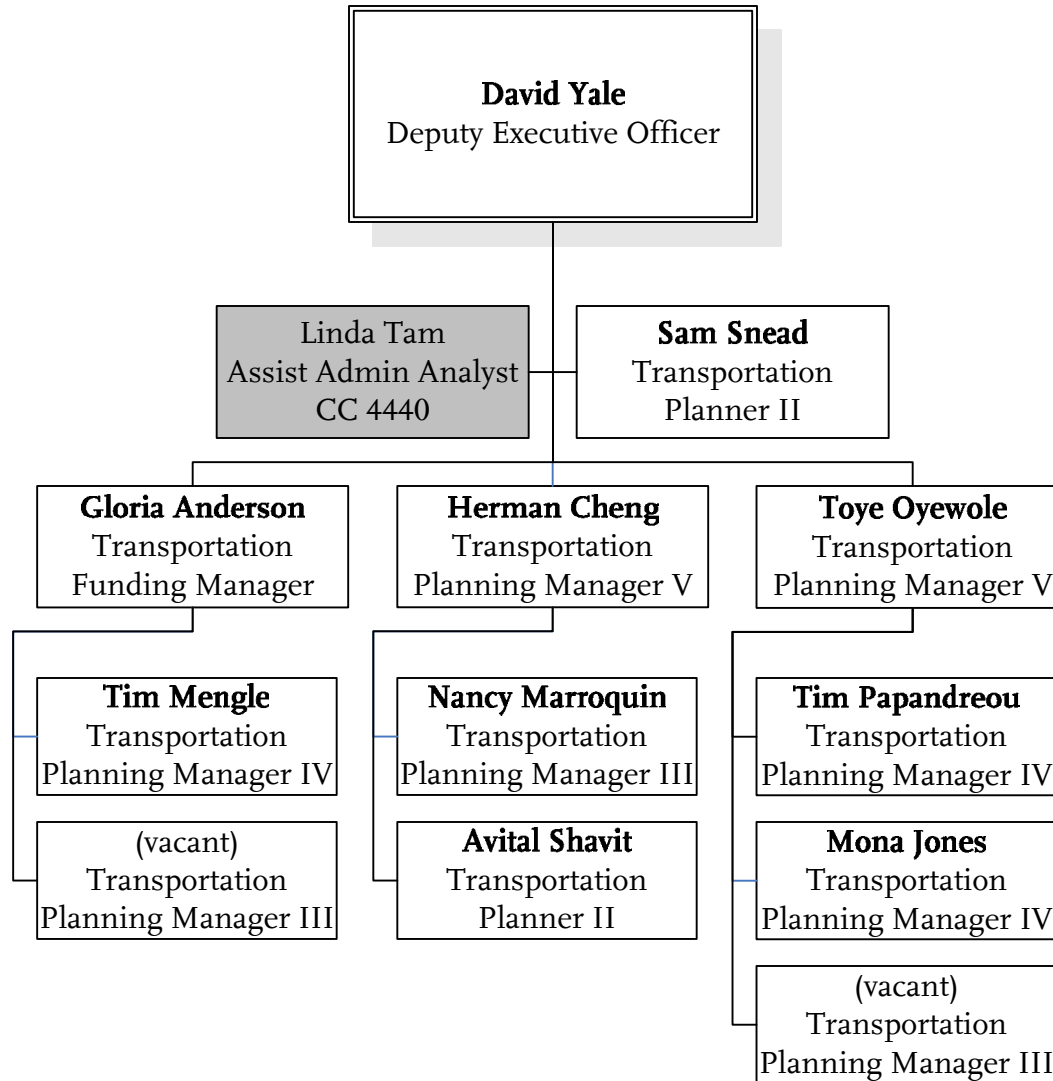 David Yale
Deputy Executive Officer
Linda Tam
Assist Admin Analyst
CC 4440
Sam Snead
Transportation
Planner II
Gloria Anderson
Transportation
Funding Manager
Herman Cheng
Transportation
Planning Manager V
Toye Oyewole
Transportation
Planning Manager V
Tim Mengle
Transportation
Planning Manager IV
(vacant)
Transportation
Planning Manager III
Nancy Marroquin
Transportation
Planning Manager III
Avital Shavit
Transportation
Planner II
Tim Papandreou
Transportation
Planning Manager IV
Mona Jones
Transportation
Planning Manager IV
(vacant)
Transportation
Planning Manager III